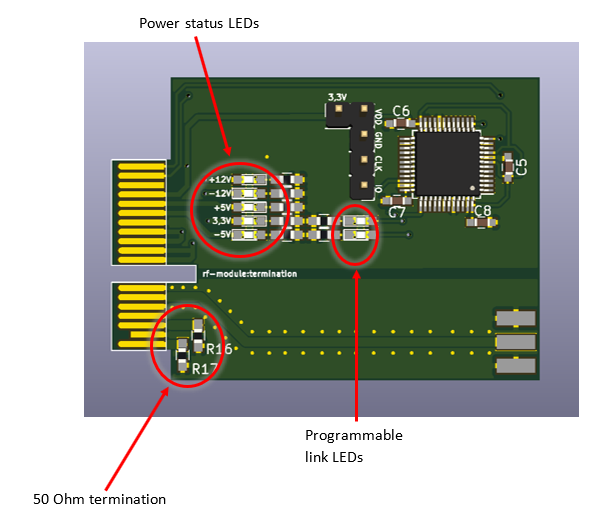 Power status LEDs
3,3V
VDD GND CLK IO
C6
C5
+12V
-12V
+5V
3,3V
-5V
C7
C8
rf-module:termination
R16
R17
Programmable
link LEDs
50 Ohm termination